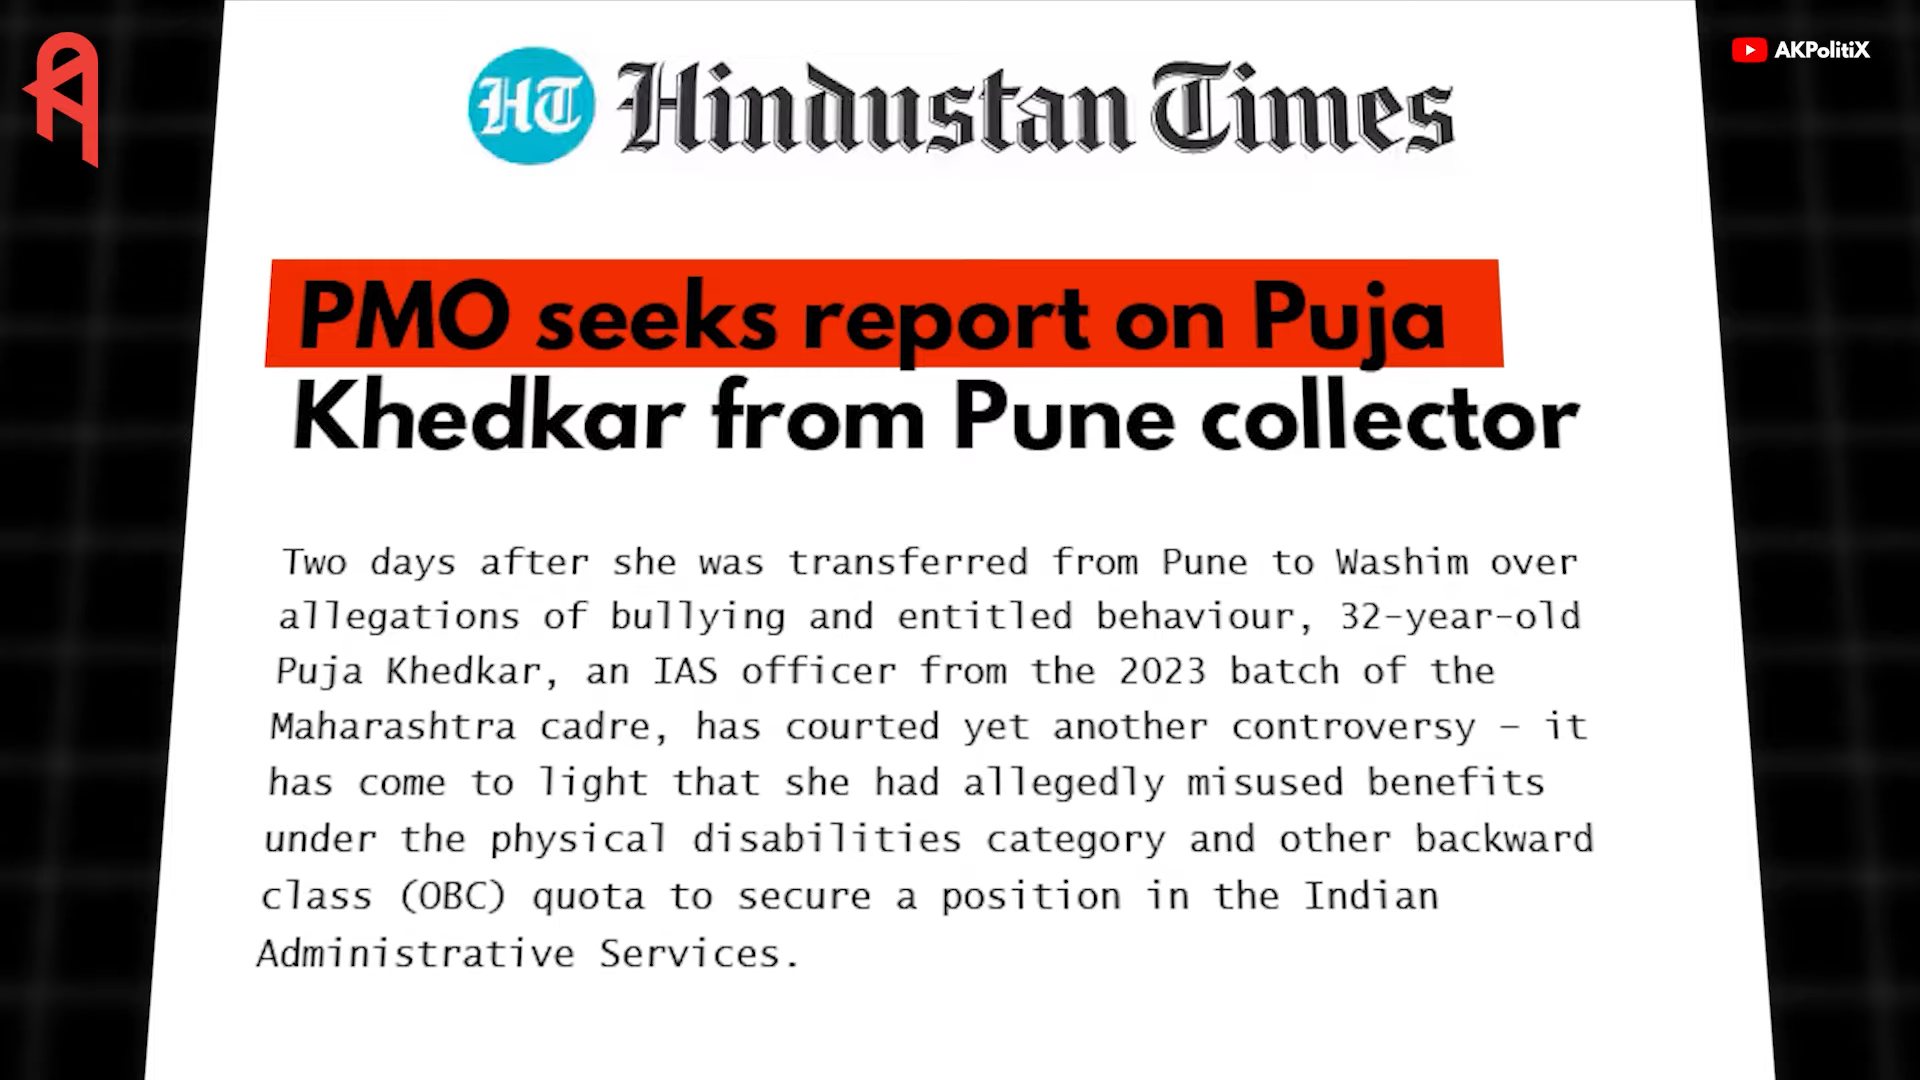 AKPolitiX
HT Hindustan Times
PMO seeks report on Puja
Khedkar from Pune collector
Two days after she was transferred from Pune to Washim over
allegations of bullying and entitled behaviour, 32-year-old
Puja Khedkar, an IAS officer from the 2023 batch of the
Maharashtra cadre, has courted yet another controversy – it
has come to light that she had allegedly misused benefits
under the physical disabilities category and other backward
class (OBC) quota to secure a position in the Indian
Administrative Services.